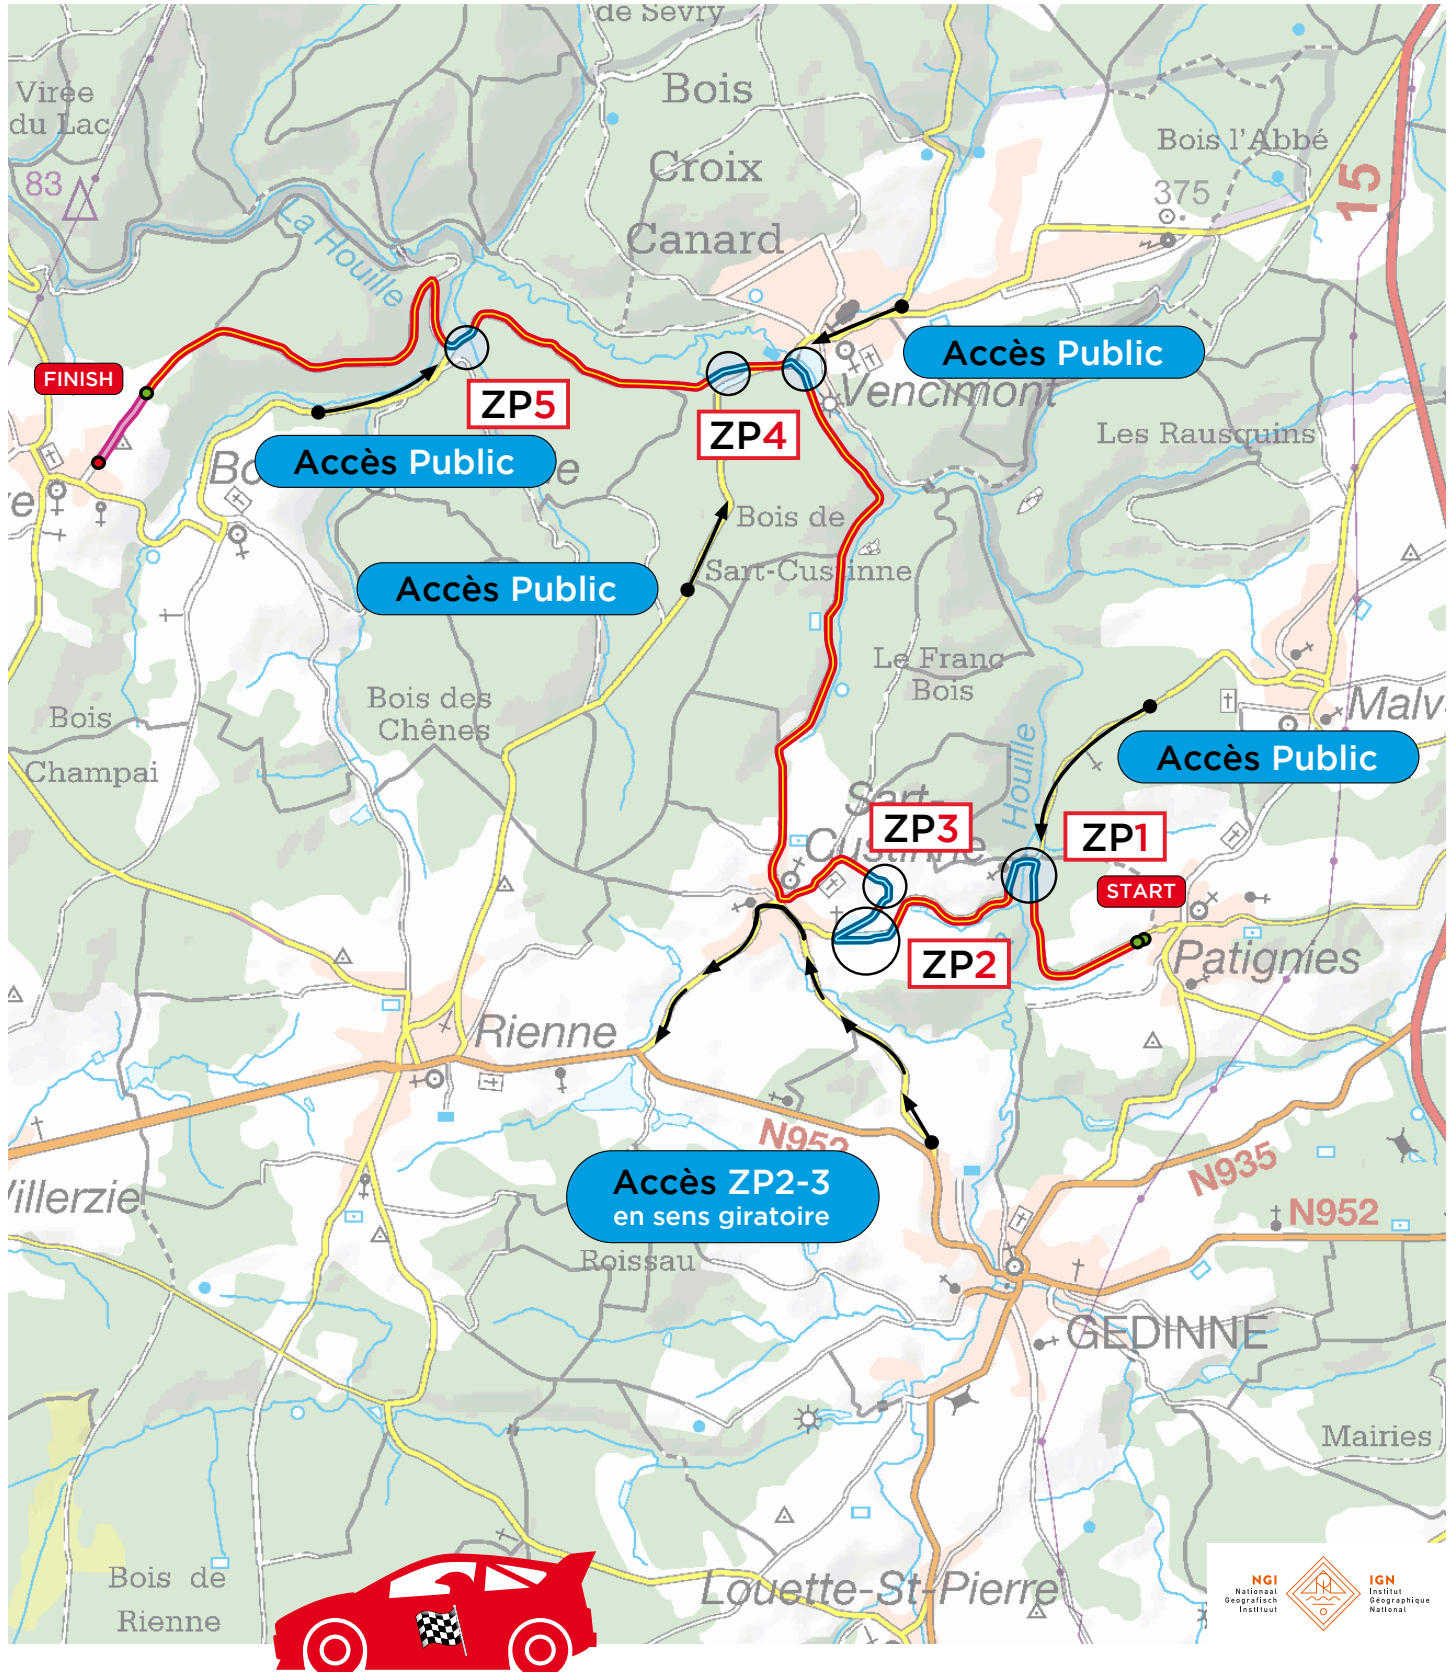 de Sevry
Virée
du Lac
Bois
Croix
Canard
Bois l'Abbé
375
15
83
La Houille
Accès Public
Vencimont
FINISH
ZP5
ZP4
Les Rausquins
Accès Public
Bois de
Sart-Custinne
Accès Public
Le Franc
Bois
Bois des
Chênes
Bois
Champai
Houille
Accès Public
Sart-
Custinne
ZP3
ZP1
START
ZP2
Patignies
Rienne
N952
Accès ZP2-3
en sens giratoire
N935
N952
Roissau
GEDINNE
Mairies
Bois de
Rienne
Louette-St-Pierre
NGI
Nationaal
Geografisch
Instituut
IGN
Institut
Géographique
National